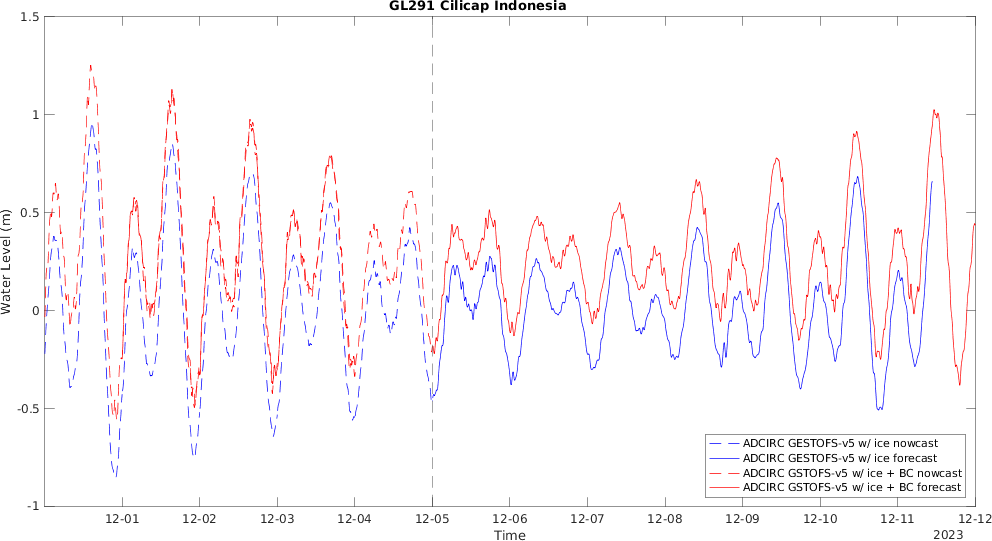 GL291 Cilicap Indonesia
1.5
1
0.5
0
-0.5
-1
Water Level (m)
12-01
12-02
12-03
12-04
12-05
12-06
12-07
12-08
12-09
12-10
12-11
12-12
Time
2023
ADCIRC GESTOFS-v5 w/ ice nowcast
ADCIRC GESTOFS-v5 w/ ice forecast
ADCIRC GSTOFS-v5 w/ ice + BC nowcast
ADCIRC GSTOFS-v5 w/ ice + BC forecast